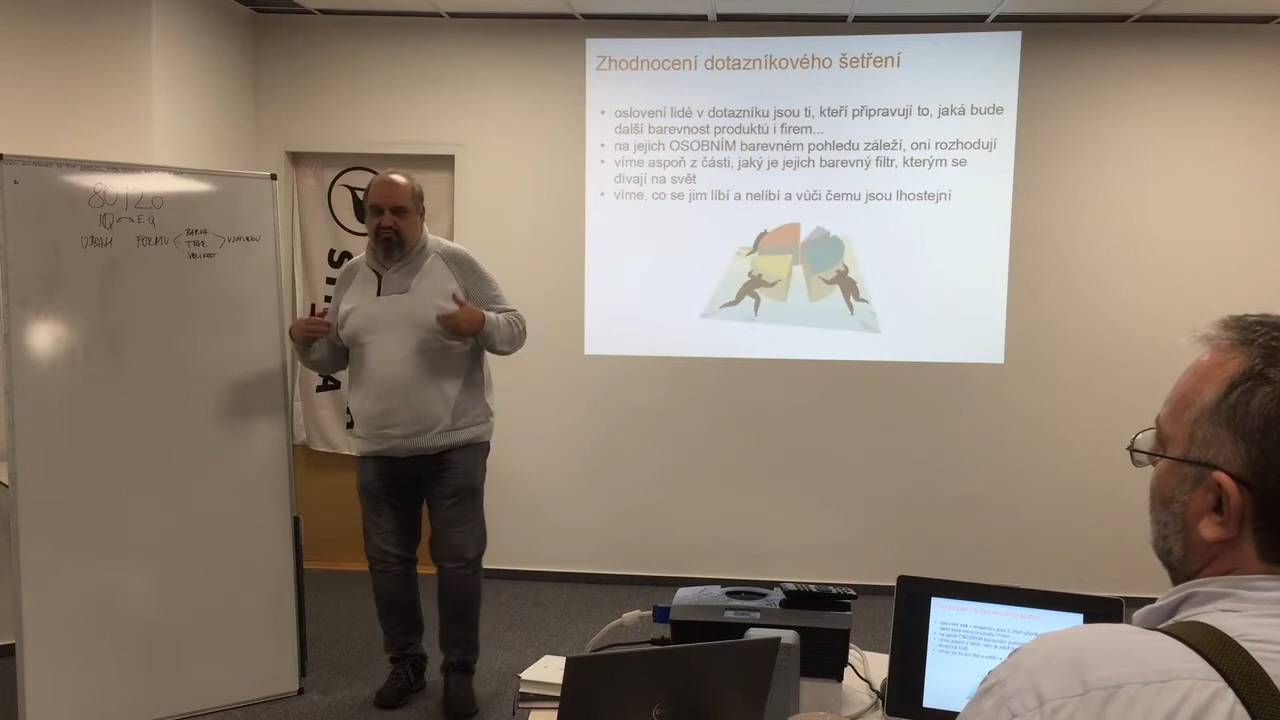 80/20
IQ EQ
OBSAH FORMU BARVA TVAR VELIKOST VZHLEDU
Zhodnocení dotazníkového šetření
• oslovení lidé v dotazníku jsou ti, kteří připravují to, jaká bude
další barevnost produktů i firem...
• na jejich OSOBNÍM barevném pohledu záleží, oni rozhodují
• víme aspoň z části, jaký je jejich barevný filtr, kterým se
dívají na svět
• víme, co se jim líbí a nelíbí a vůči čemu jsou lhostejní